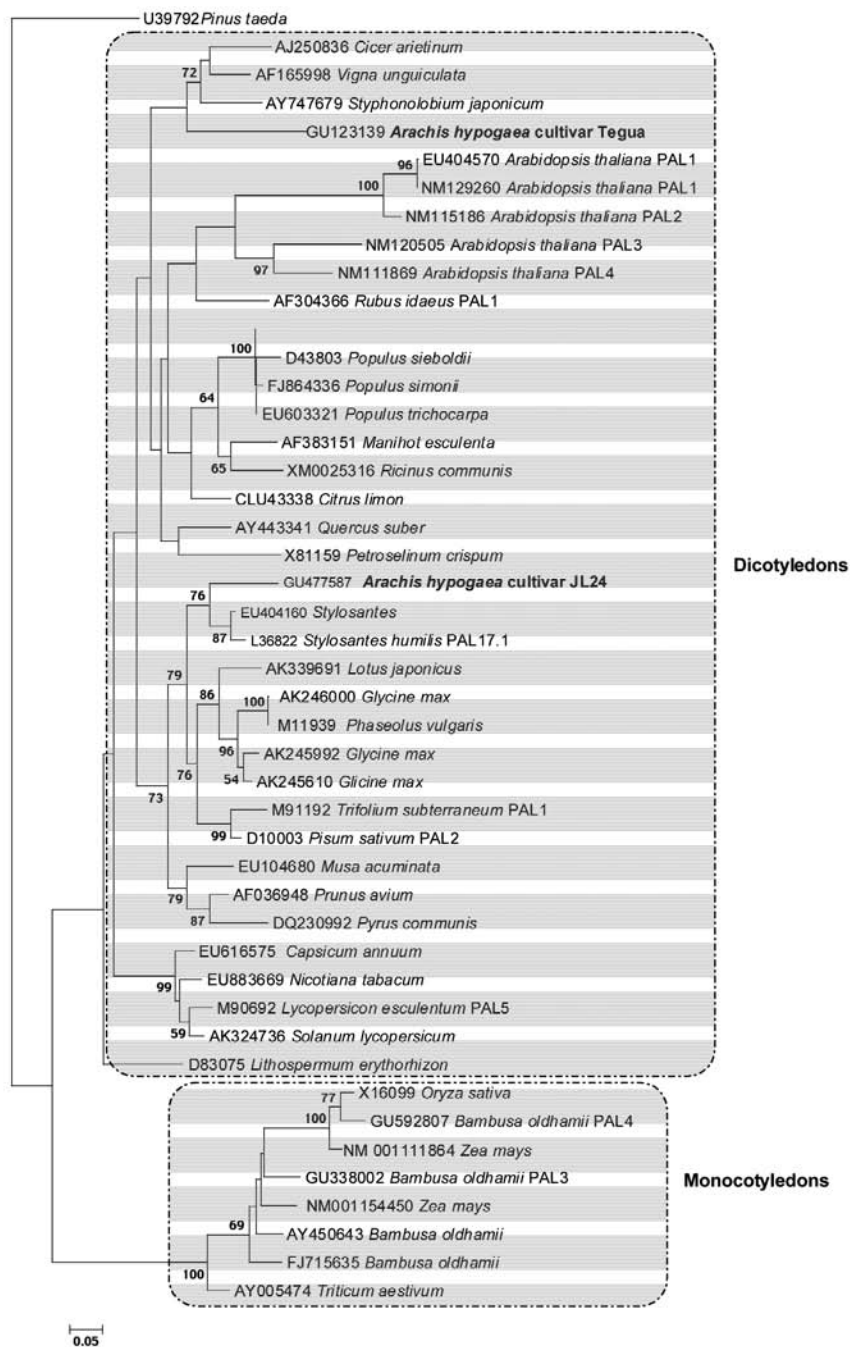 U39792 Pinus taeda
AJ250836 Cicer arietinum
72
AF165998 Vigna unguiculata
AY747679 Styphonolobium japonicum
GU123139 Arachis hypogaea cultivar Tegua
EU404570 Arabidopsis thaliana PAL1
96
NM129260 Arabidopsis thaliana PAL1
100
NM115186 Arabidopsis thaliana PAL2
NM120505 Arabidopsis thaliana PAL3
97
NM111869 Arabidopsis thaliana PAL4
AF304366 Rubus idaeus PAL1
100
D43803 Populus sieboldii
FJ864336 Populus simonii
64
EU603321 Populus trichocarpa
AF383151 Manihot esculenta
65
XM0025316 Ricinus communis
CLU43338 Citrus limon
AY443341 Quercus suber
X81159 Petroselinum crispum
Dicotyledons
GU477587 Arachis hypogaea cultivar JL24
76
EU404160 Stylosantes
87
L36822 Stylosantes humilis PAL17.1
79
AK339691 Lotus japonicus
86
AK246000 Glycine max
100
M11939 Phaseolus vulgaris
96
AK245992 Glycine max
76
54
AK245610 Glicine max
73
M91192 Trifolium subterraneum PAL1
99
D10003 Pisum sativum PAL2
EU104680 Musa acuminata
79
AF036948 Prunus avium
87
DQ230992 Pyrus communis
EU616575 Capsicum annuum
99
EU883669 Nicotiana tabacum
M90692 Lycopersicon esculentum PAL5
59
AK324736 Solanum lycopersicum
D83075 Lithospermum erythorhizon
X16099 Oryza sativa
77
100
GU592807 Bambusa oldhamii PAL4
NM 001111864 Zea mays
GU338002 Bambusa oldhamii PAL3
Monocotyledons
NM001154450 Zea mays
69
AY450643 Bambusa oldhamii
FJ715635 Bambusa oldhamii
100
AY005474 Triticum aestivum
0.05